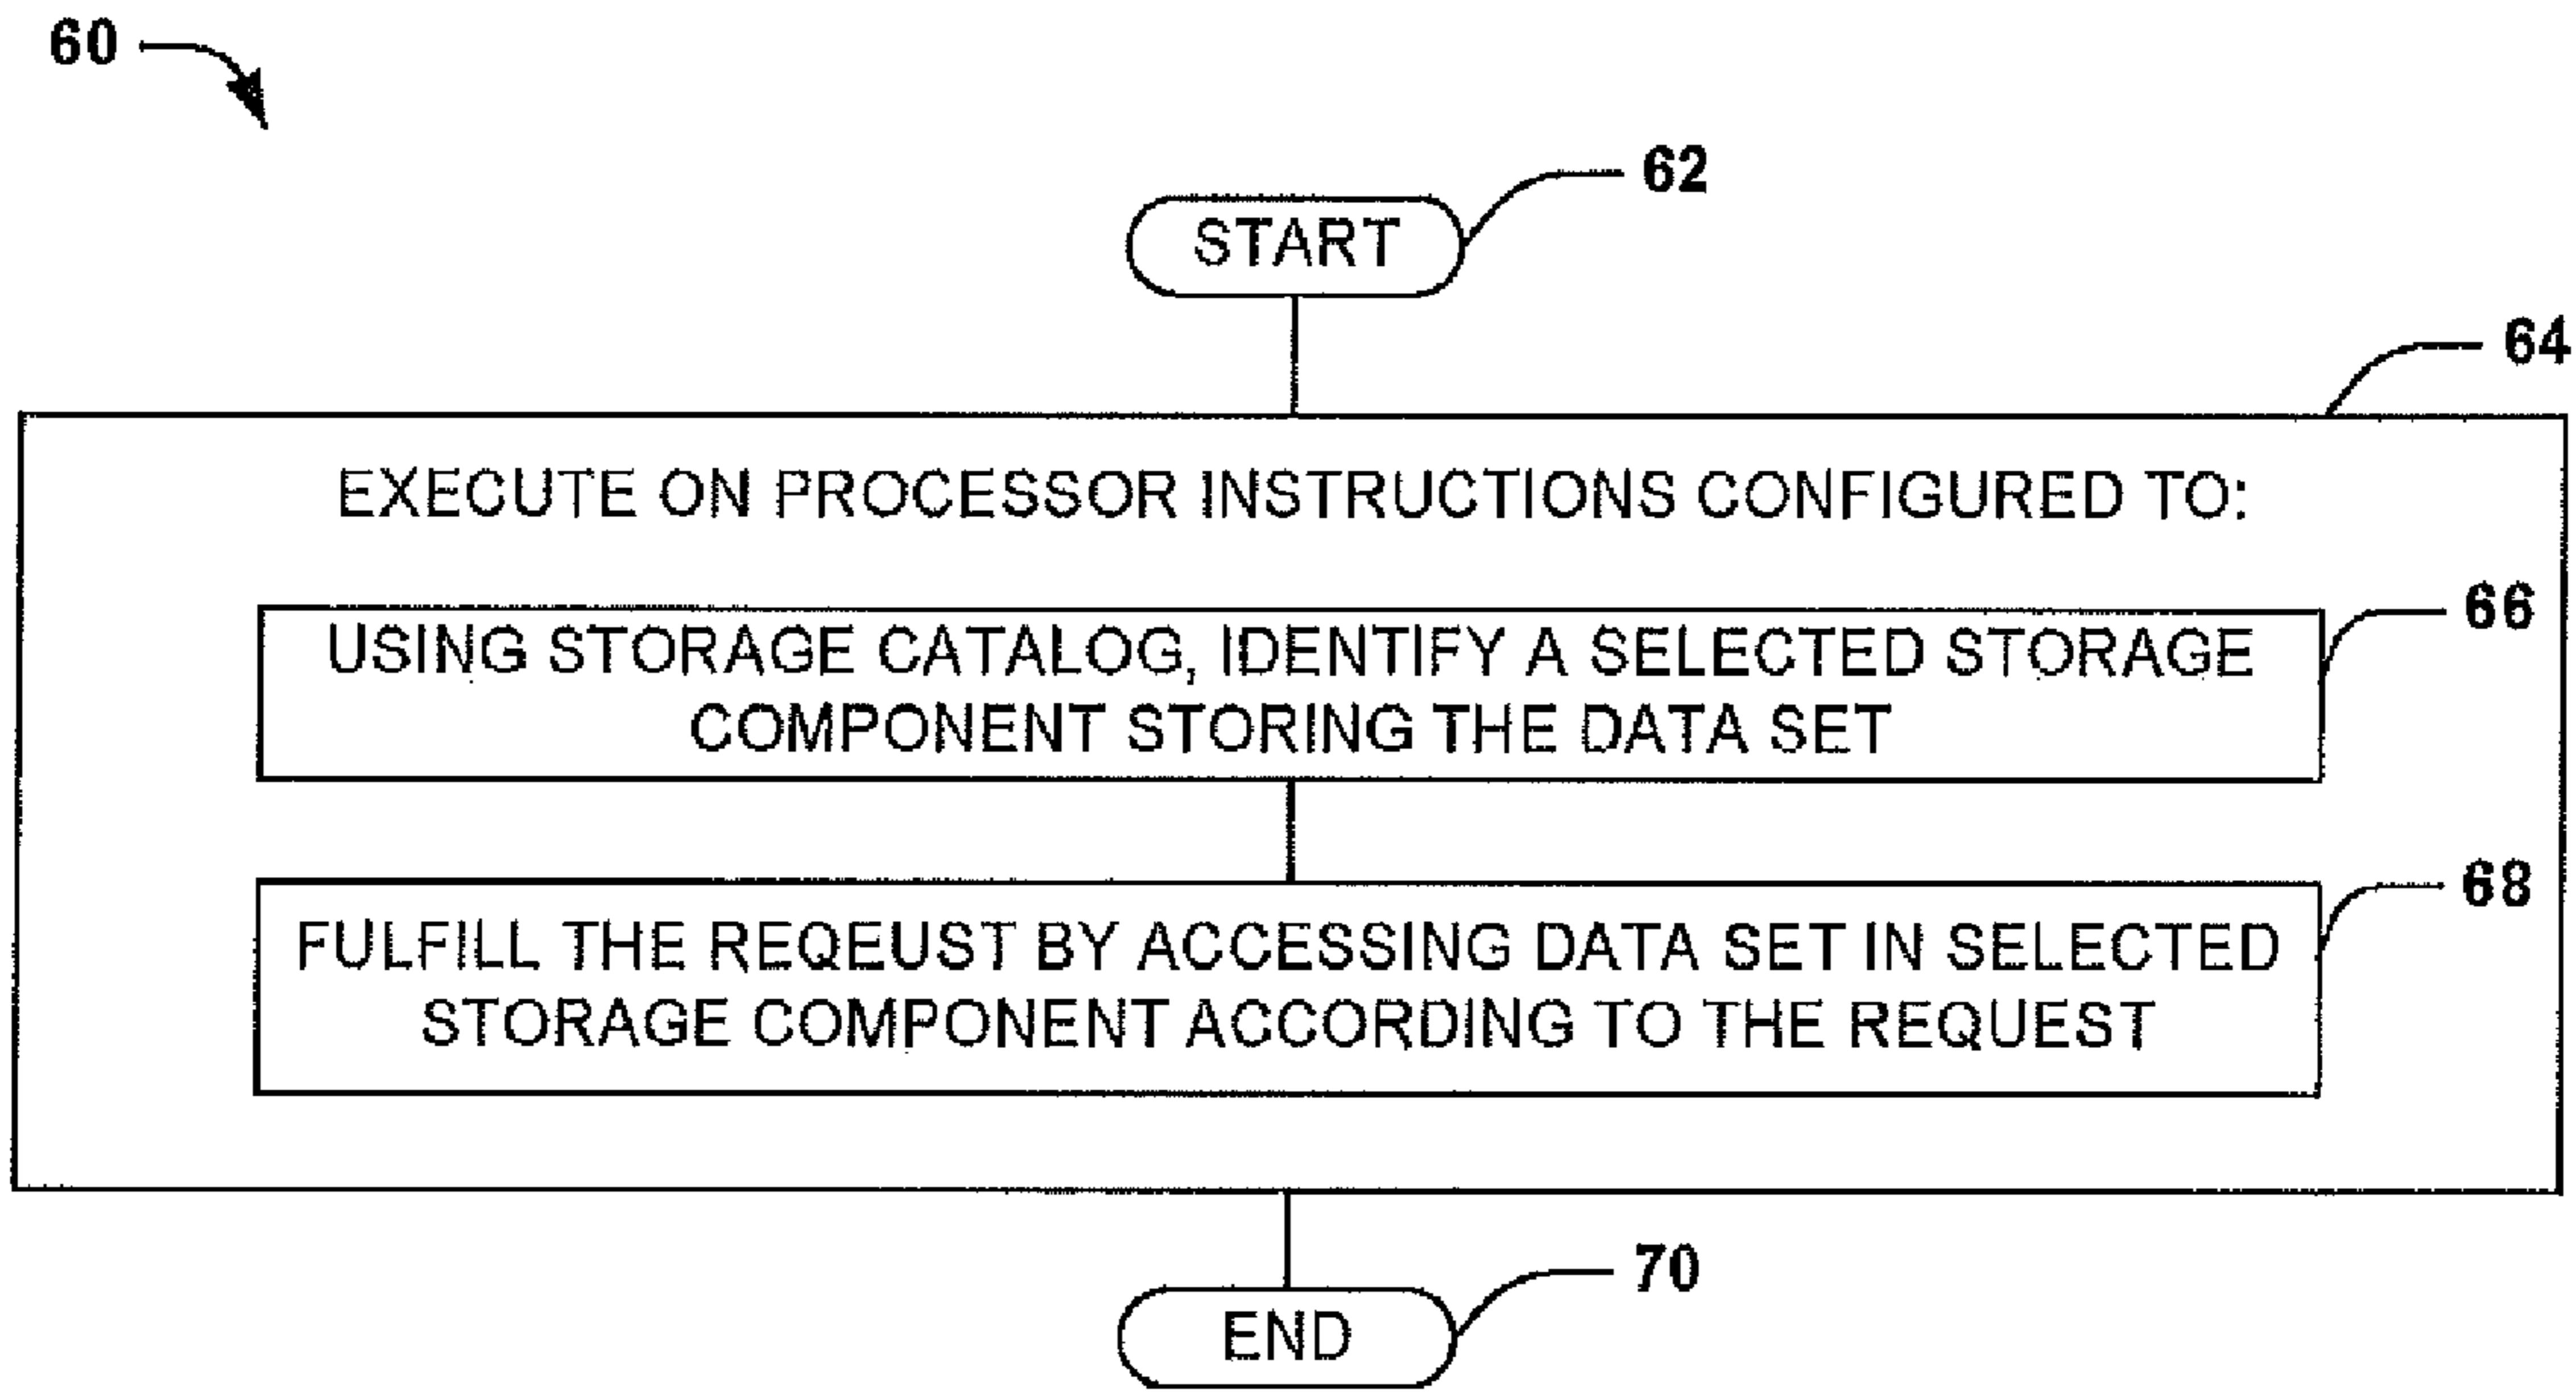 60
62
START
64
EXECUTE ON PROCESSOR INSTRUCTIONS CONFIGURED TO:
66
USING STORAGE CATALOG, IDENTIFY A SELECTED STORAGE
COMPONENT STORING THE DATA SET
68
FULFILL THE REQEUST BY ACCESSING DATA SET IN SELECTED
STORAGE COMPONENT ACCORDING TO THE REQUEST
70
END